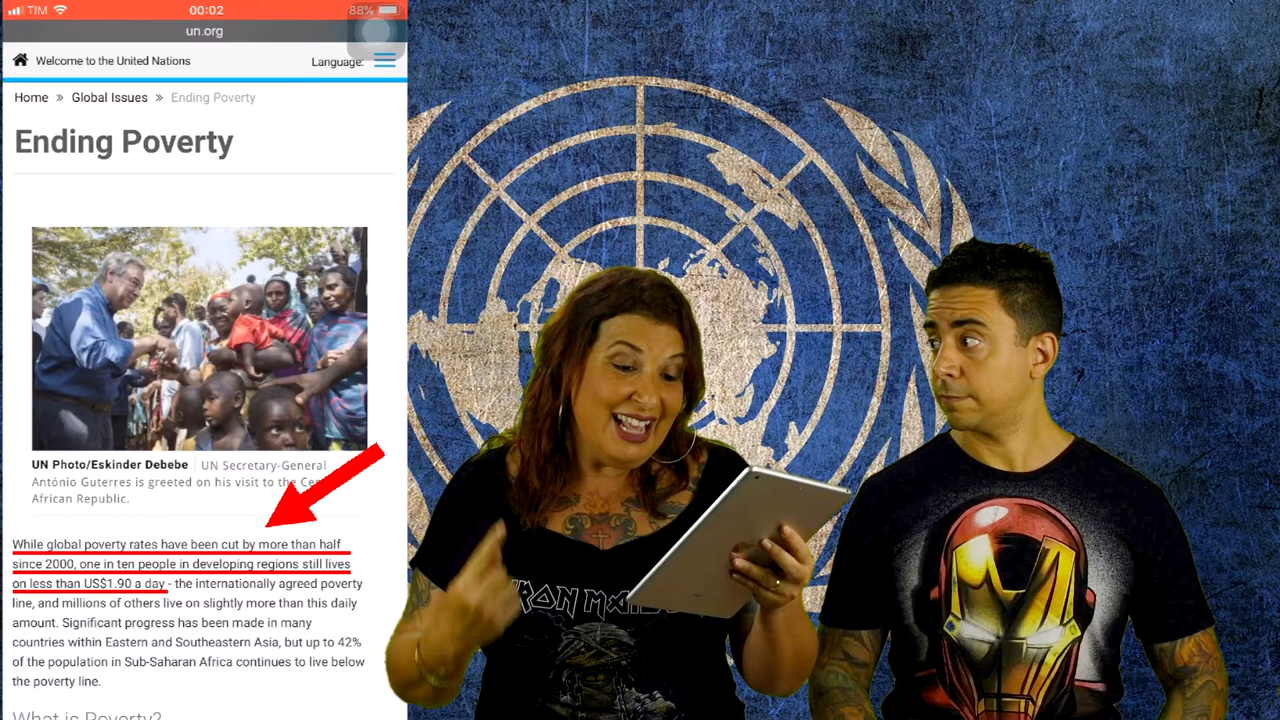 TIM 00:02 88%
un.org
Welcome to the United Nations Language:
Home » Global Issues » Ending Poverty
Ending Poverty
UN Photo/Eskinder Debebe | UN Secretary-General
António Guterres is greeted on his visit to the
African Republic.
While global poverty rates have been cut by more than half
since 2000, one in ten people in developing regions still lives
on less than US$1.90 a day - the internationally agreed poverty
line, and millions of others live on slightly more than this daily
amount. Significant progress has been made in many
countries within Eastern and Southeastern Asia, but up to 42%
of the population in Sub-Saharan Africa continues to live below
the poverty line.
What is Poverty?
IRON MAIDEN